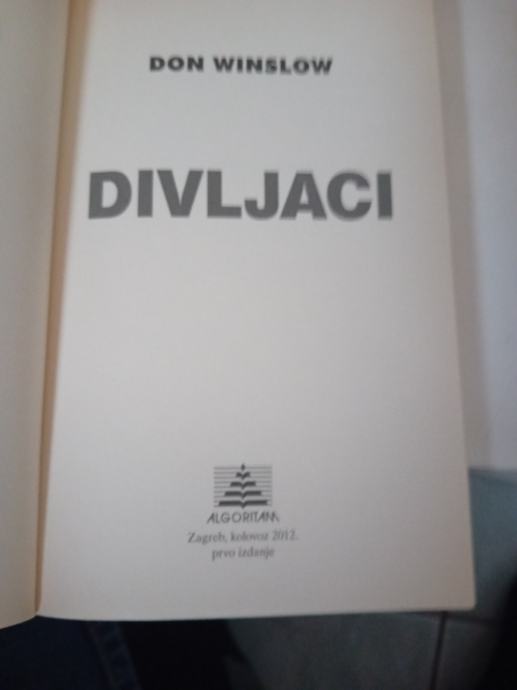 DON WINSLOW
DIVLJACI
ALGORITAM
Zagreb, kolovoz 2012.
prvo izdanje